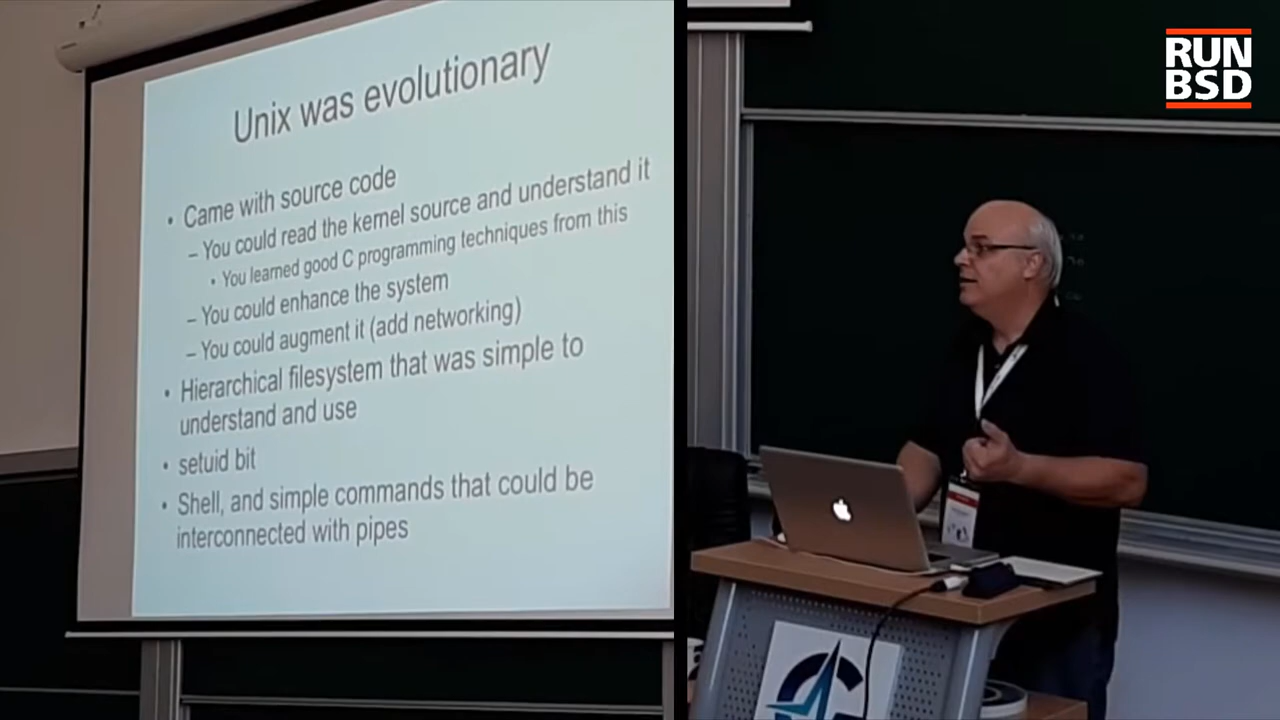 Unix was evolutionary
• Came with source code
– You could read the kernel source and understand it
• You learned good C programming techniques from this
– You could enhance the system
– You could augment it (add networking)
• Hierarchical filesystem that was simple to
understand and use
• setuid bit
• Shell, and simple commands that could be
interconnected with pipes
RUN
BSD